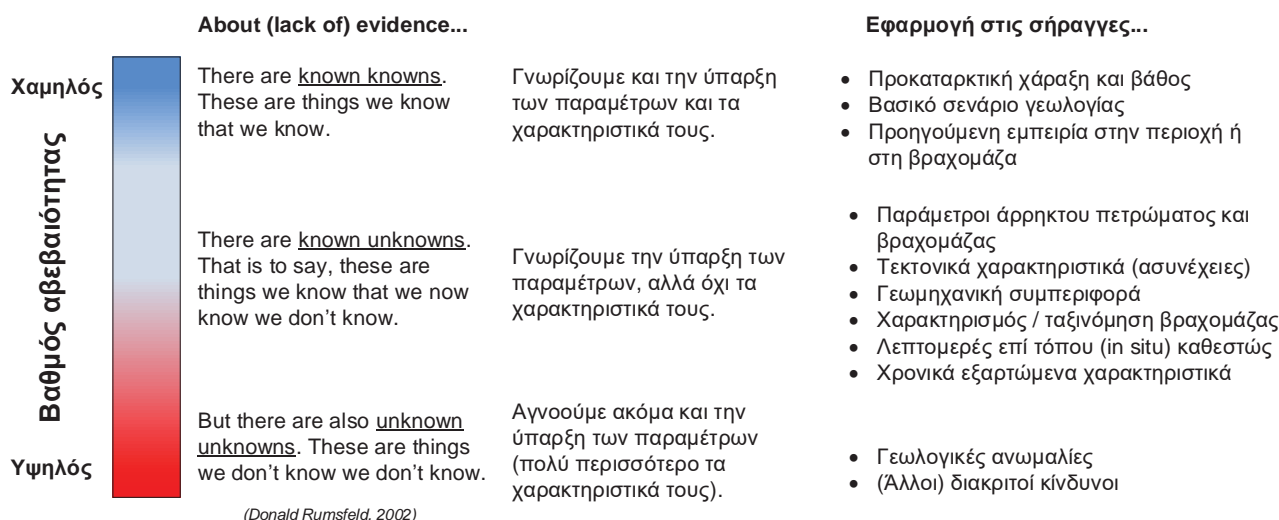 About (lack of) evidence...
Εφαρμογή στις σήραγγες...
Βαθμός αβεβαιότητας
Χαμηλός
There are known knowns.
These are things we know
that we know.
Γνωρίζουμε και την ύπαρξη
των παραμέτρων και τα
χαρακτηριστικά τους.
• Προκαταρκτική χάραξη και βάθος
• Βασικό σενάριο γεωλογίας
• Προηγούμενη εμπειρία στην περιοχή ή
στη βραχομάζα
There are known unknowns.
That is to say, these are
things we know that we now
know we don’t know.
Γνωρίζουμε την ύπαρξη των
παραμέτρων, αλλά όχι τα
χαρακτηριστικά τους.
• Παράμετροι άρρηκτου πετρώματος και
βραχομάζας
• Τεκτονικά χαρακτηριστικά (ασυνέχειες)
• Γεωμηχανική συμπεριφορά
• Χαρακτηρισμός / ταξινόμηση βραχομάζας
• Λεπτομερές επί τόπου (in situ) καθεστώς
• Χρονικά εξαρτώμενα χαρακτηριστικά
Υψηλός
But there are also unknown
unknowns. These are things
we don’t know we don’t know.
Αγνοούμε ακόμα και την
ύπαρξη των παραμέτρων
(πολύ περισσότερο τα
χαρακτηριστικά τους).
• Γεωλογικές ανωμαλίες
• (Άλλοι) διακριτοί κίνδυνοι
(Donald Rumsfeld, 2002)